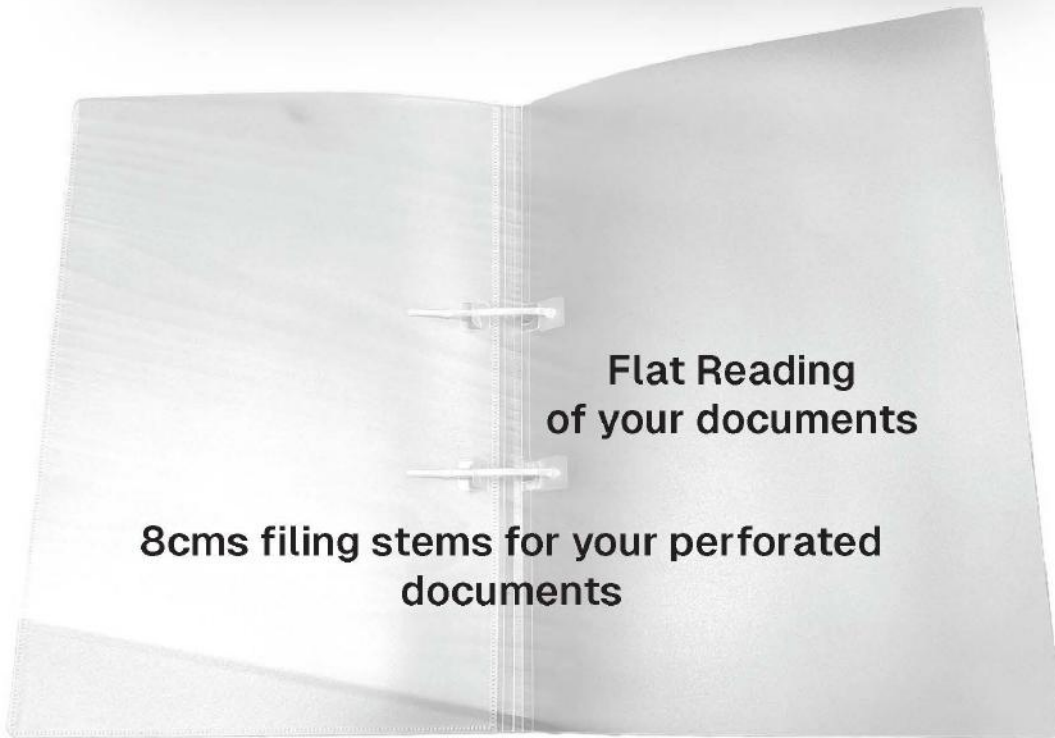 Flat Reading
of your documents
8cms filing stems for your perforated
documents